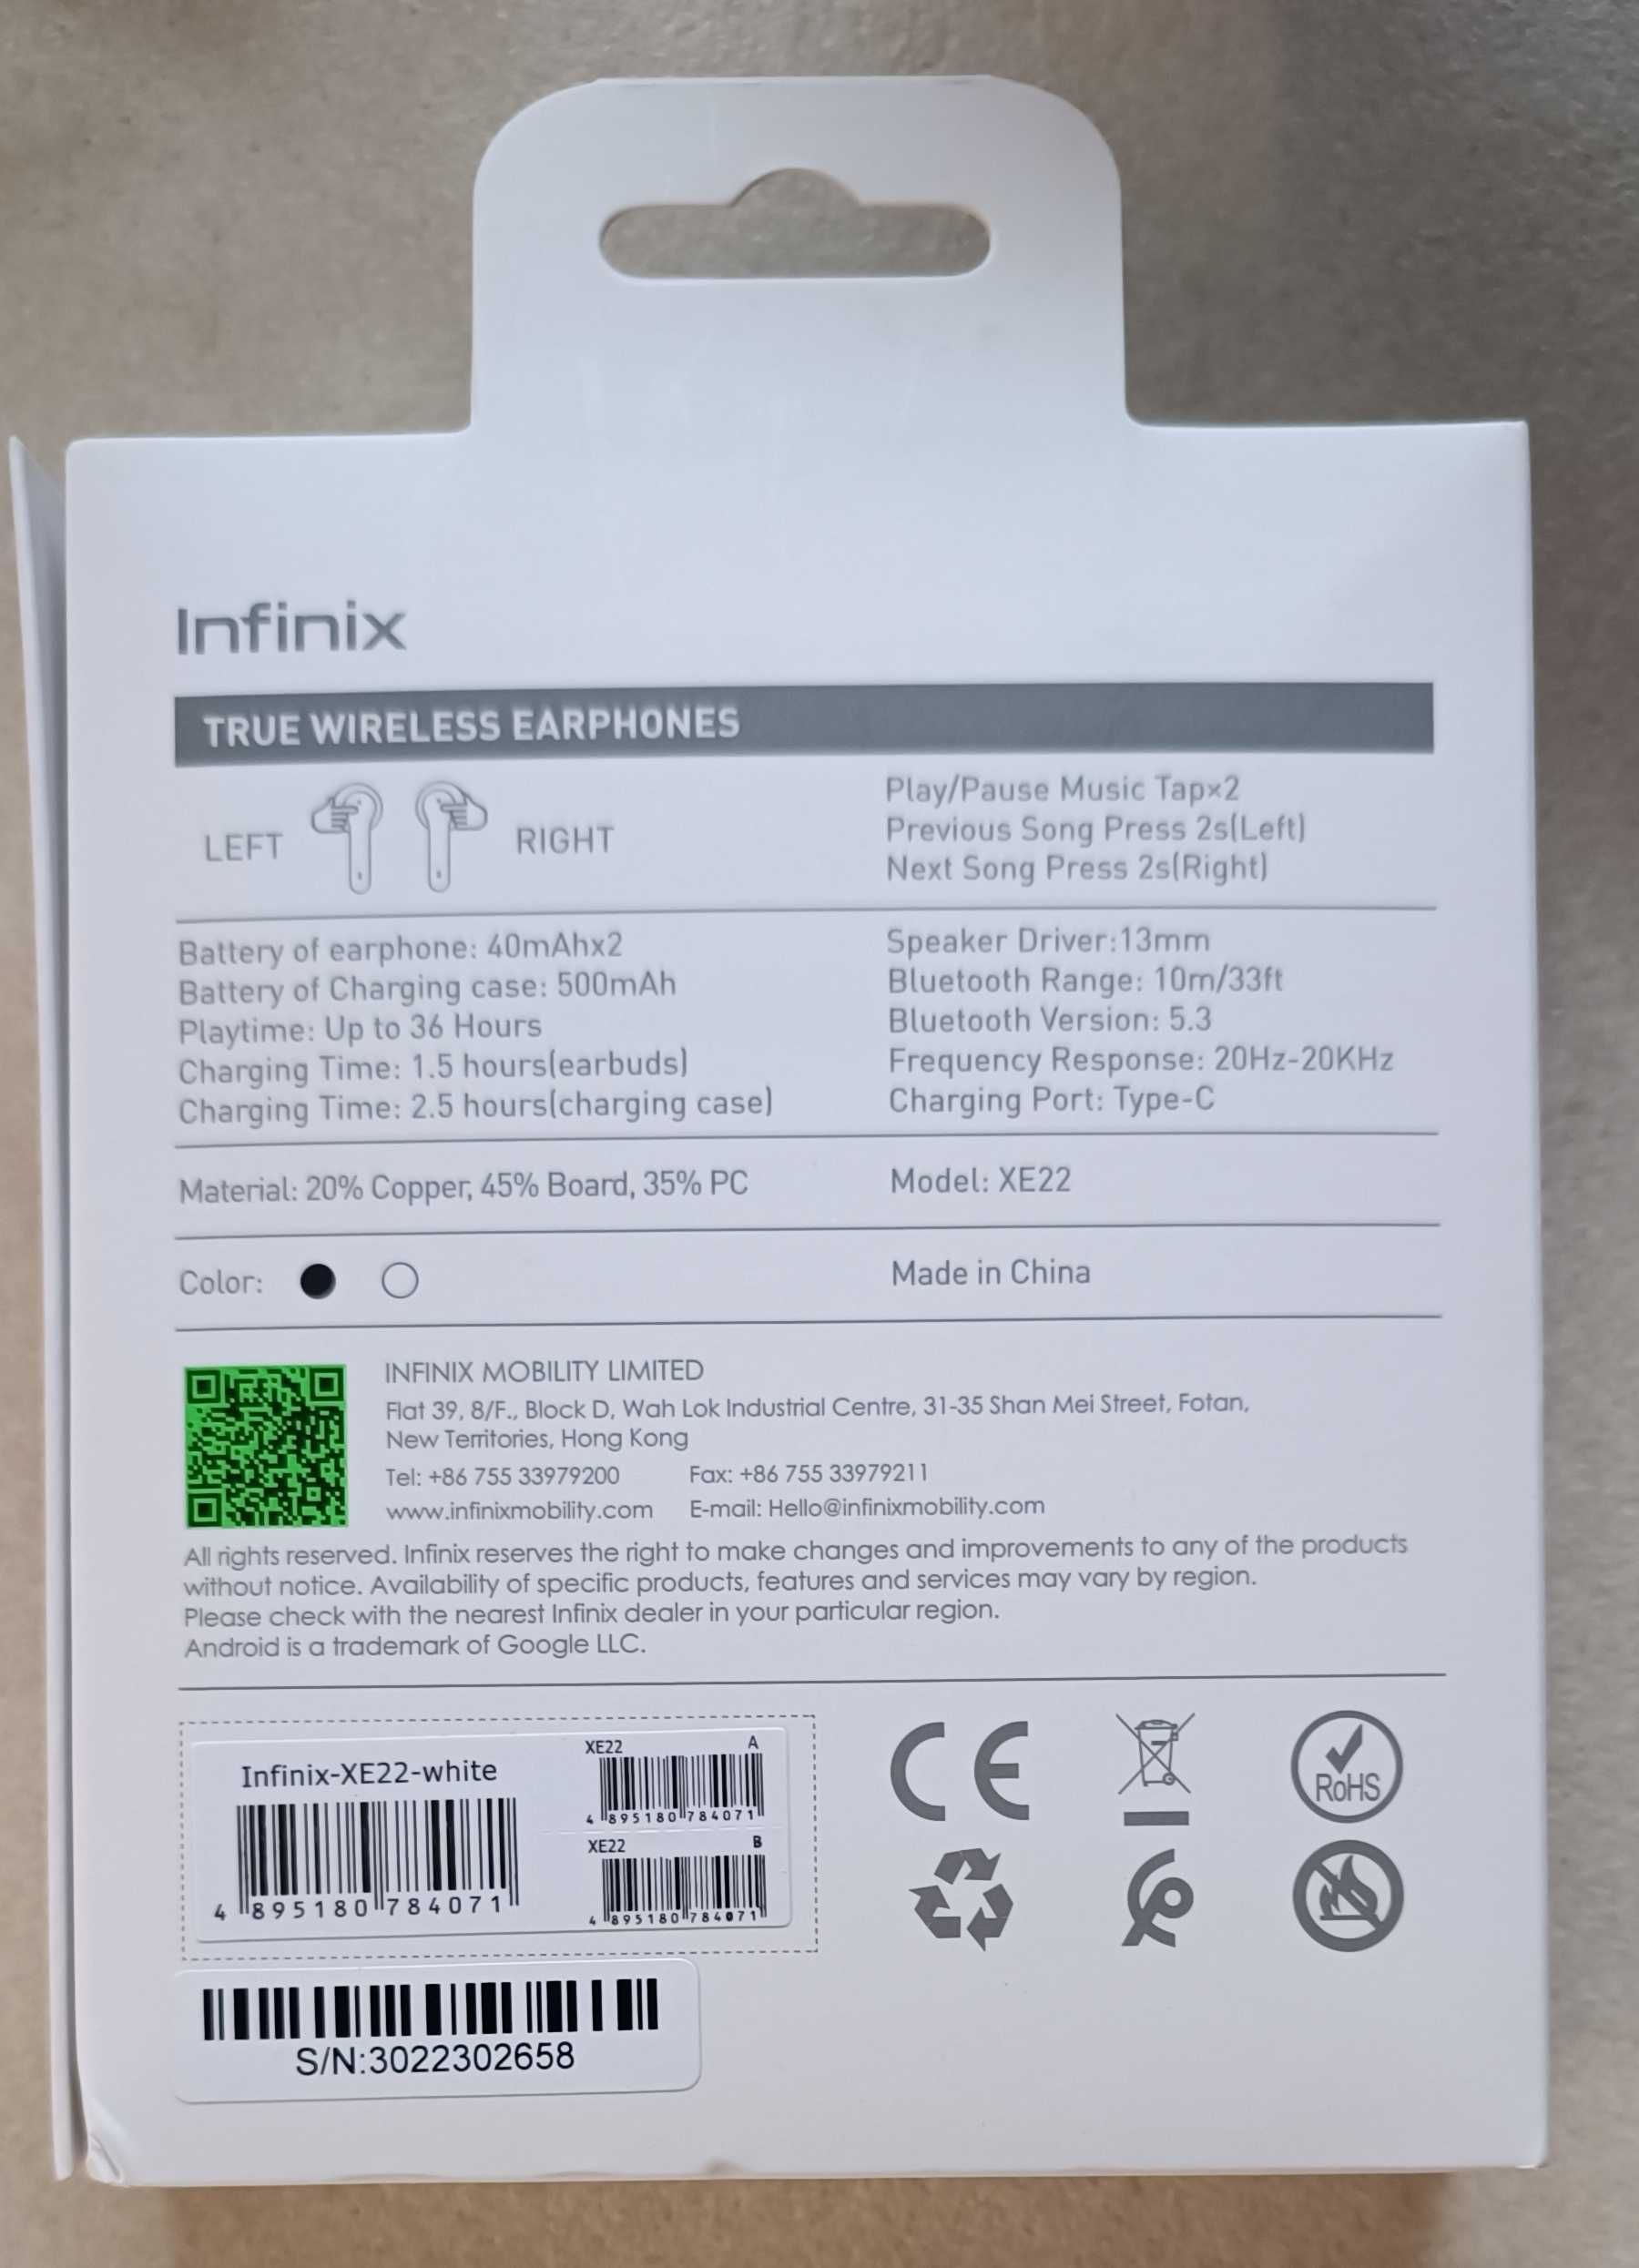 Infinix
TRUE WIRELESS EARPHONES
LEFT
RIGHT
Play/Pause Music Tap×2
Previous Song Press 2s(Left)
Next Song Press 2s(Right)
Battery of earphone: 40mAhx2
Battery of Charging case: 500mAh
Playtime: Up to 36 Hours
Charging Time: 1.5 hours(earbuds)
Charging Time: 2.5 hours(charging case)
Speaker Driver:13mm
Bluetooth Range: 10m/33ft
Bluetooth Version: 5.3
Frequency Response: 20Hz-20KHz
Charging Port: Type-C
Material: 20% Copper, 45% Board, 35% PC
Model: XE22
Color:
Made in China
INFINIX MOBILITY LIMITED
Flat 39, 8/F., Block D, Wah Lok Industrial Centre, 31-35 Shan Mei Street, Fotan,
New Territories, Hong Kong
Tel: +86 755 33979200 Fax: +86 755 33979211
www.infinixmobility.com E-mail: Hello@infinixmobility.com
All rights reserved. Infinix reserves the right to make changes and improvements to any of the products
without notice. Availability of specific products, features and services may vary by region.
Please check with the nearest Infinix dealer in your particular region.
Android is a trademark of Google LLC.
Infinix-XE22-white
4 895180 784071
XE22 A
4 895180 784071
XE22 B
4 895180 784071
CE
RoHS
S/N:3022302658